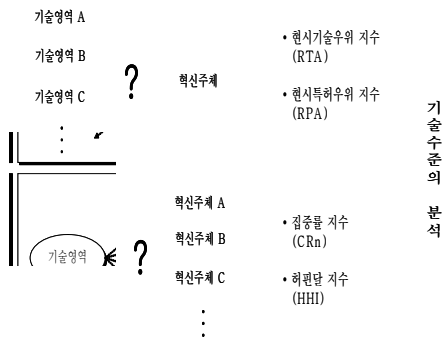 기술영역 A
기술영역 B
기술영역 C
?
혁신주체
• 현시기술우위 지수
(RTA)
• 현시특허우위 지수
(RPA)
기술영역
?
혁신주체 A
혁신주체 B
혁신주체 C
• 집중률 지수
(CRn)
• 허핀달 지수
(HHI)
기술수준의 분석